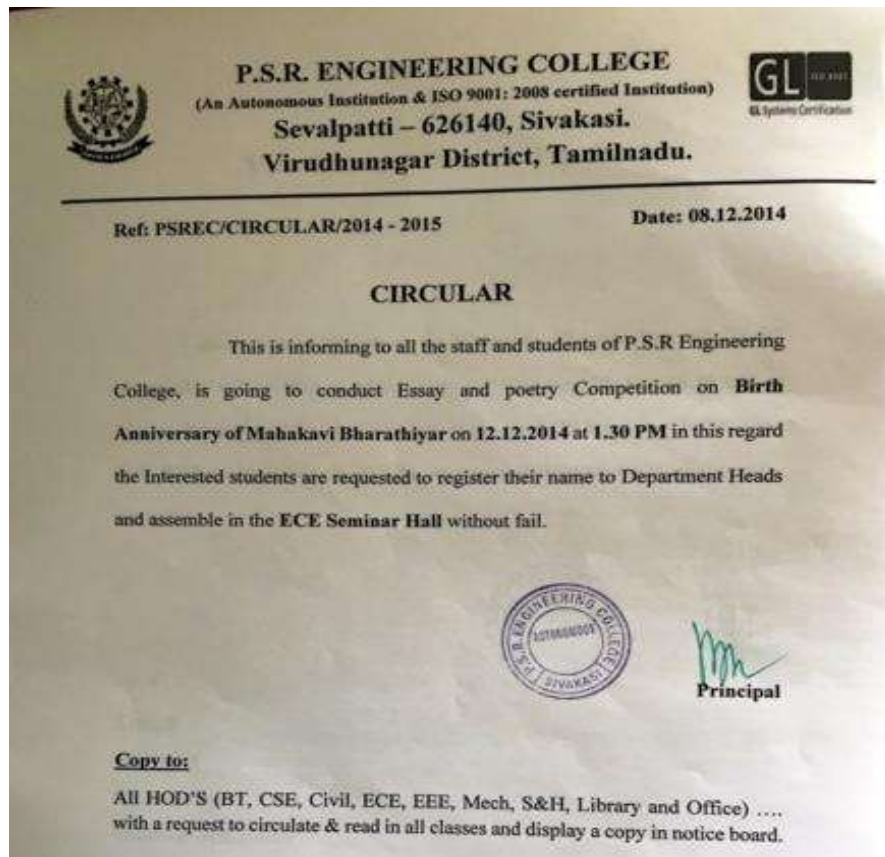 P.S.R. ENGINEERING COLLEGE
(An Autonomous Institution & ISO 9001: 2008 certified Institution)
Sevalpatti – 626140, Sivakasi.
Virudhunagar District, Tamilnadu.
GL
ISO 9001
GL Systems Certification
Ref: PSREC/CIRCULAR/2014 - 2015
Date: 08.12.2014
CIRCULAR
This is informing to all the staff and students of P.S.R Engineering
College, is going to conduct Essay and poetry Competition on Birth
Anniversary of Mahakavi Bharathiyar on 12.12.2014 at 1.30 PM in this regard
the Interested students are requested to register their name to Department Heads
and assemble in the ECE Seminar Hall without fail.
P.S.R. ENGINEERING COLLEGE
AUTONOMOUS
SIVAKASI
Principal
Copy to:
All HOD'S (BT, CSE, Civil, ECE, EEE, Mech, S&H, Library and Office) ....
with a request to circulate & read in all classes and display a copy in notice board.